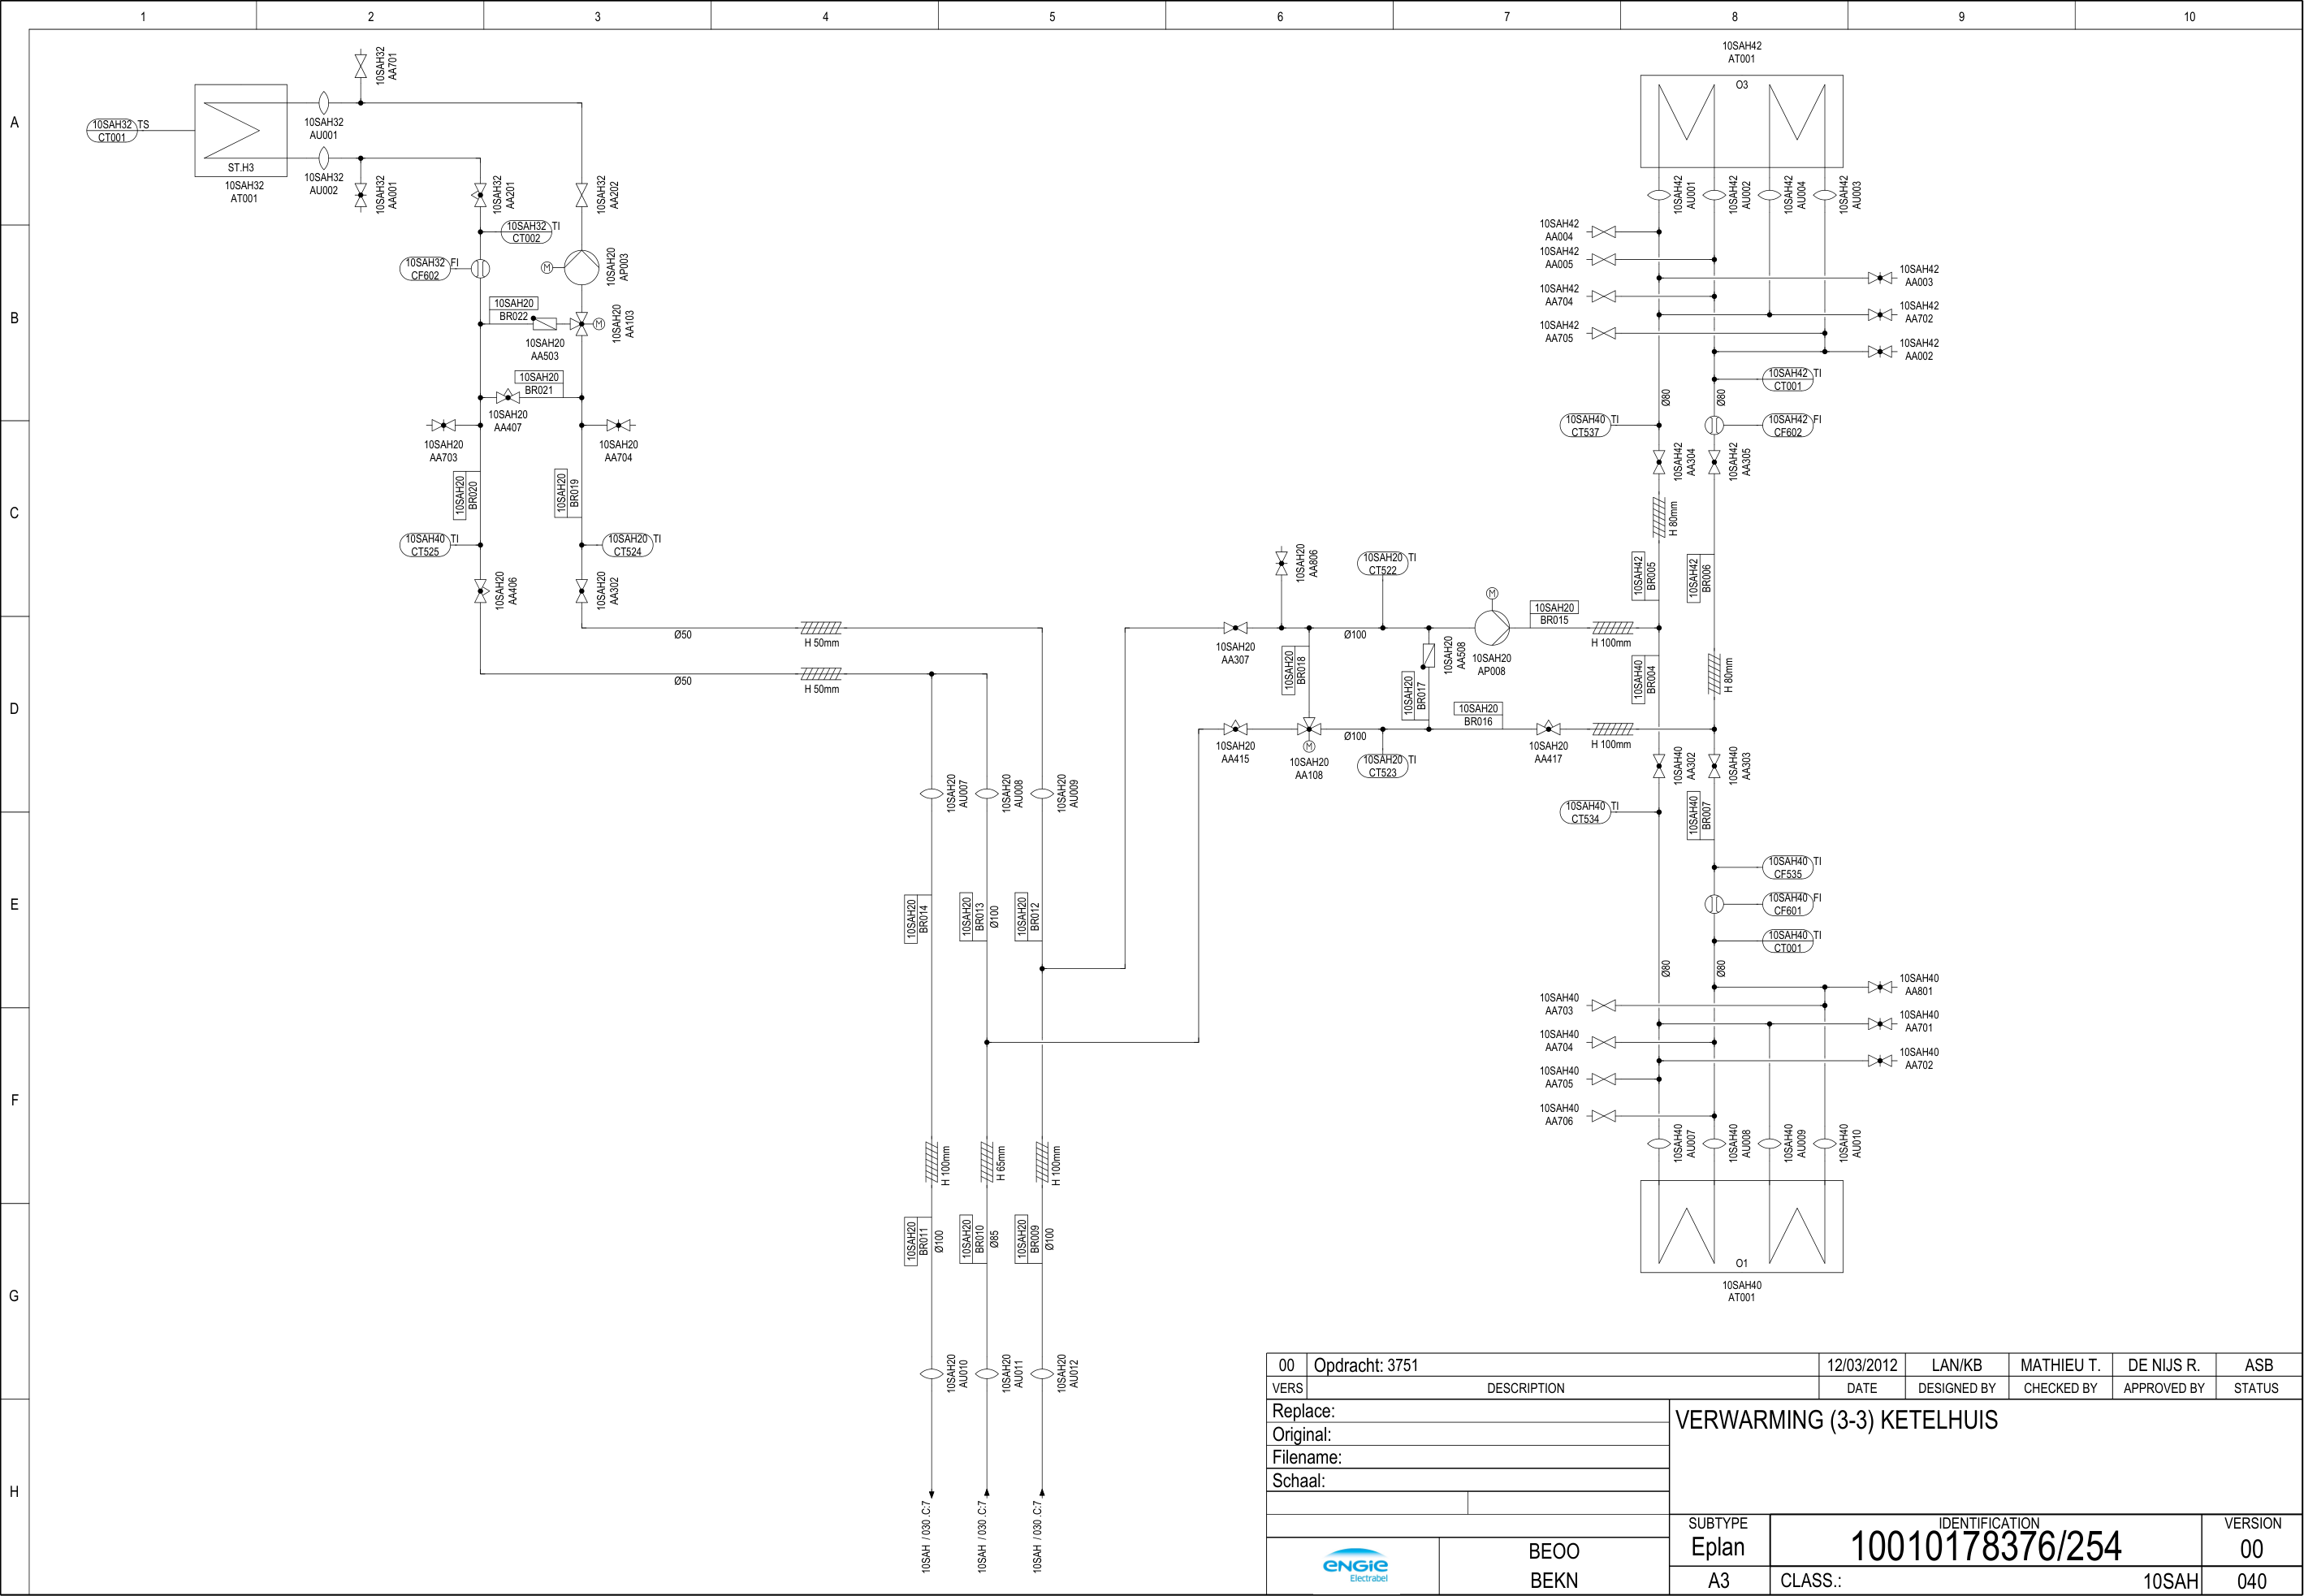 1 2 3 4 5 6 7 8 9 10
A
B
C
D
E
F
G
H
10SAH32
AA701
10SAH32 TS
CT001
ST.H3
10SAH32
AT001
10SAH32
AU001
10SAH32
AU002
10SAH32
AA001
10SAH32
AA201
10SAH32
AA202
10SAH32 TI
CT002
10SAH32 FI
CF602
M
10SAH20
AP003
10SAH20
BR022
M
10SAH20
AA103
10SAH20
AA503
10SAH20
BR021
10SAH20
AA407
10SAH20
AA703
10SAH20
AA704
10SAH20
BR020
10SAH20
BR019
10SAH40 TI
CT525
10SAH20 TI
CT524
10SAH20
AA406
10SAH20
AA302
Ø50
H 50mm
Ø50
H 50mm
10SAH20
AU007
10SAH20
AU008
10SAH20
AU009
10SAH20
BR014
10SAH20
BR013
Ø100
10SAH20
BR012
H 100mm
H 65mm
H 100mm
10SAH20
BR011
Ø100
10SAH20
BR010
Ø85
10SAH20
BR009
Ø100
10SAH20
AU010
10SAH20
AU011
10SAH20
AU012
10SAH / 030 .C:7
10SAH / 030 .C:7
10SAH / 030 .C:7
10SAH20
AA806
10SAH20 TI
CT522
M
10SAH20
AA307
Ø100
10SAH20
BR018
10SAH20
AA508
10SAH20
AP008
10SAH20
BR015
H 100mm
10SAH20
BR017
10SAH20
BR016
10SAH20
AA415
M
10SAH20
AA108
Ø100
10SAH20 TI
CT523
10SAH20
AA417
H 100mm
10SAH42
AT001
O3
10SAH42
AU001
10SAH42
AU002
10SAH42
AU004
10SAH42
AU003
10SAH42
AA004
10SAH42
AA005
10SAH42
AA704
10SAH42
AA705
10SAH42
AA003
10SAH42
AA702
10SAH42
AA002
10SAH42 TI
CT001
Ø80
Ø80
10SAH40 TI
CT537
10SAH42 FI
CF602
10SAH42
AA304
10SAH42
AA305
H 80mm
10SAH42
BR005
10SAH42
BR006
10SAH40
BR004
H 80mm
10SAH40
AA302
10SAH40
AA303
10SAH40 TI
CT534
10SAH40
BR007
10SAH40 TI
CF535
10SAH40 FI
CF601
10SAH40 TI
CT001
Ø80
Ø80
10SAH40
AA801
10SAH40
AA703
10SAH40
AA701
10SAH40
AA704
10SAH40
AA702
10SAH40
AA705
10SAH40
AA706
10SAH40
AU007
10SAH40
AU008
10SAH40
AU009
10SAH40
AU010
O1
10SAH40
AT001
00 Opdracht: 3751 12/03/2012 LAN/KB MATHIEU T. DE NIJS R. ASB
VERS DESCRIPTION DATE DESIGNED BY CHECKED BY APPROVED BY STATUS
Replace:
Original:
Filename:
Schaal:
VERWARMING (3-3) KETELHUIS
ENGIE
Electrabel
BEOO
BEKN
SUBTYPE IDENTIFICATION VERSION
Eplan 10010178376/254 00
A3 CLASS.: 10SAH 040